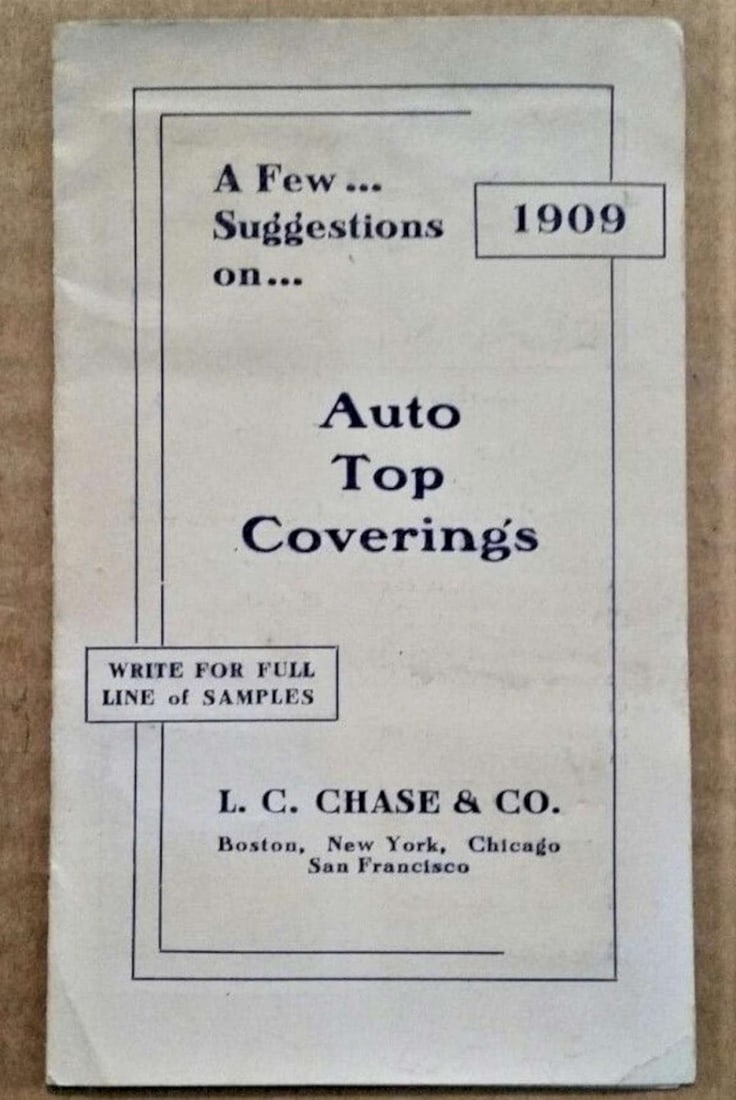 A Few...
Suggestions
on...
1909
Auto
Top
Coverings
WRITE FOR FULL
LINE of SAMPLES
L. C. CHASE & CO.
Boston, New York, Chicago
San Francisco